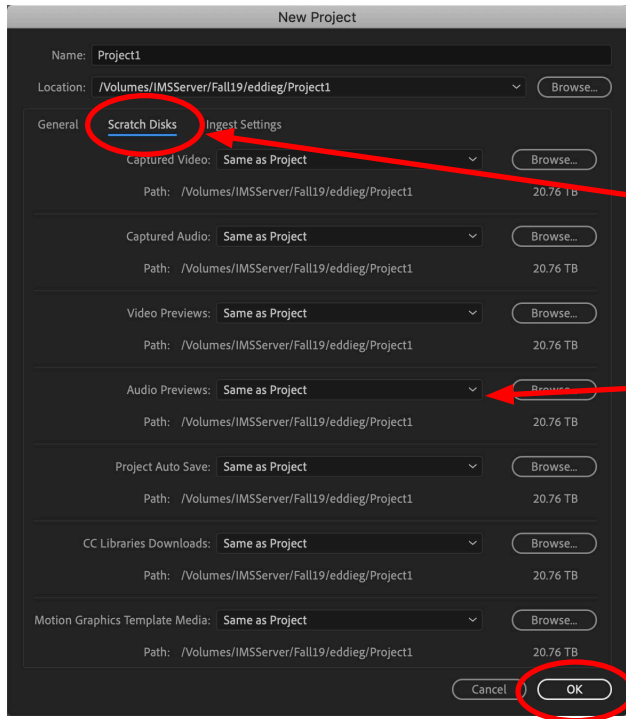 New Project
Name: Project1
Location: /Volumes/IMSServer/Fall19/eddieg/Project1 Browse...
General Scratch Disks Ingest Settings
Captured Video: Same as Project Browse...
Path: /Volumes/IMSServer/Fall19/eddieg/Project1 20.76 TB
Captured Audio: Same as Project Browse...
Path: /Volumes/IMSServer/Fall19/eddieg/Project1 20.76 TB
Video Previews: Same as Project Browse...
Path: /Volumes/IMSServer/Fall19/eddieg/Project1 20.76 TB
Audio Previews: Same as Project Browse...
Path: /Volumes/IMSServer/Fall19/eddieg/Project1 20.76 TB
Project Auto Save: Same as Project Browse...
Path: /Volumes/IMSServer/Fall19/eddieg/Project1 20.76 TB
CC Libraries Downloads: Same as Project Browse...
Path: /Volumes/IMSServer/Fall19/eddieg/Project1 20.76 TB
Motion Graphics Template Media: Same as Project Browse...
Path: /Volumes/IMSServer/Fall19/eddieg/Project1 20.76 TB
Cancel OK